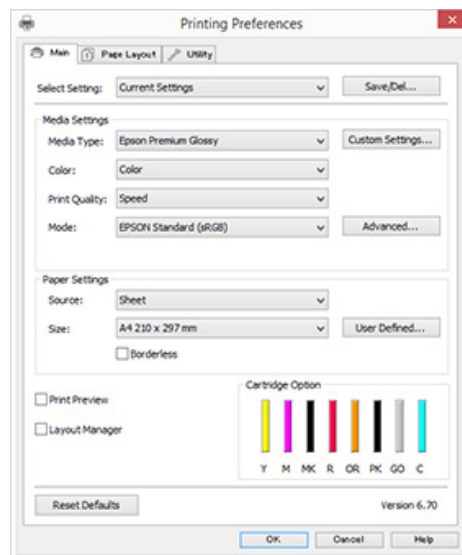 Printing Preferences
Main Page Layout Utility
Select Setting: Current Settings Save/Del...
Media Settings
Media Type: Epson Premium Glossy Custom Settings...
Color: Color
Print Quality: Speed
Mode: EPSON Standard (sRGB) Advanced...
Paper Settings
Source: Sheet
Size: A4 210 x 297 mm User Defined...
Borderless
Cartridge Option
Print Preview
Layout Manager
Y M MK R OR PK GO C
Reset Defaults Version 6.70
OK Cancel Help